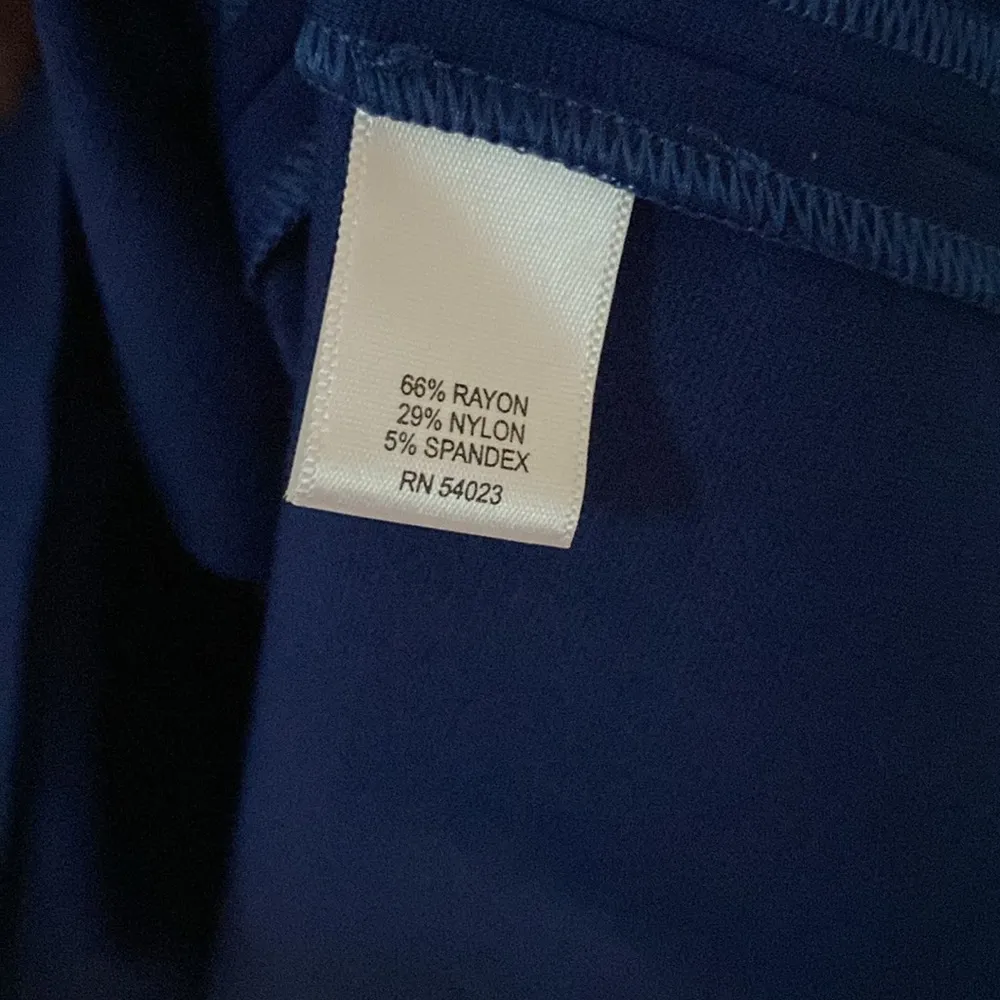 66% RAYON
29% NYLON
5% SPANDEX
RN 54023